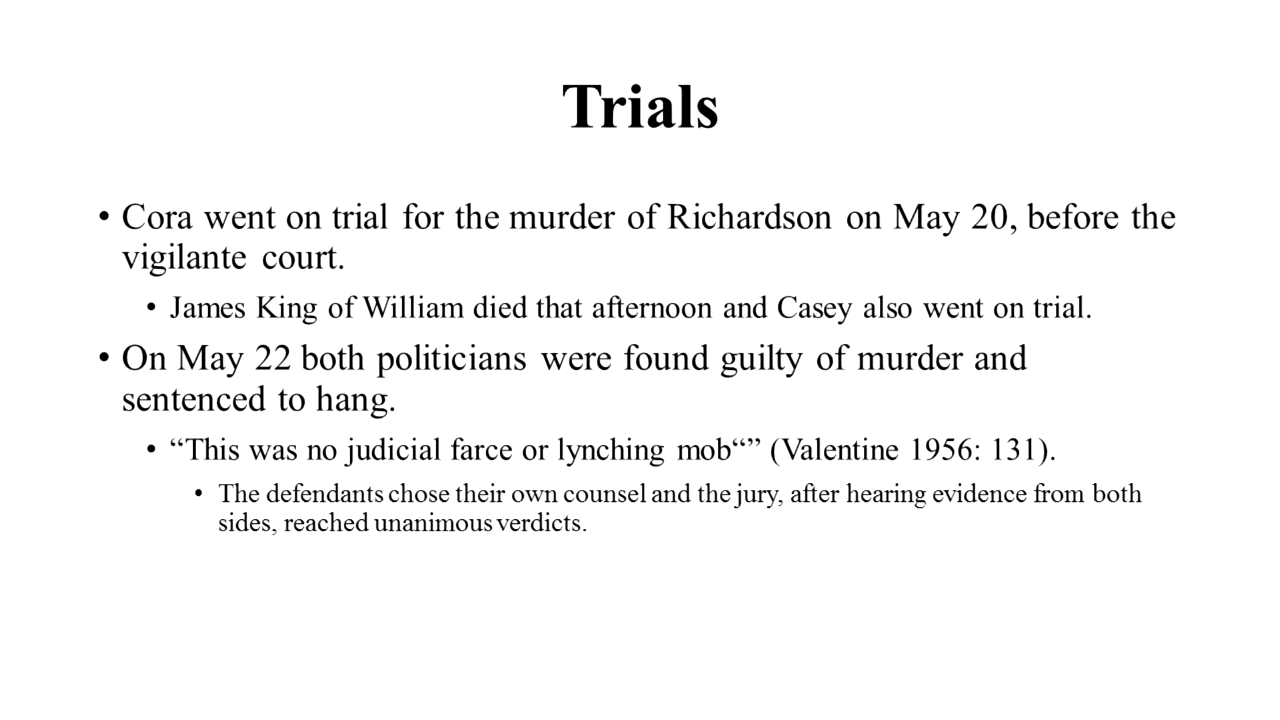 Trials
• Cora went on trial for the murder of Richardson on May 20, before the
vigilante court.
• James King of William died that afternoon and Casey also went on trial.
• On May 22 both politicians were found guilty of murder and
sentenced to hang.
• “This was no judicial farce or lynching mob“” (Valentine 1956: 131).
• The defendants chose their own counsel and the jury, after hearing evidence from both
sides, reached unanimous verdicts.